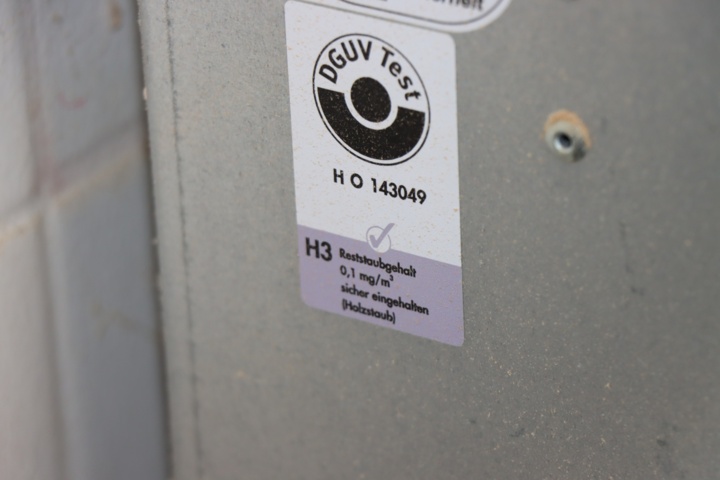 DGUV Test
H O 143049
H3 Reststaubgehalt
0,1 mg/m³
sicher eingehalten
(Holzstaub)